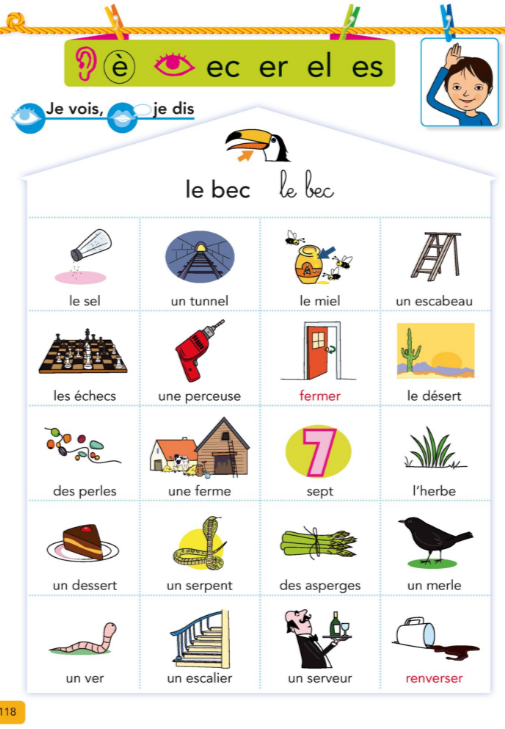 è ec er el es
Je vois, je dis
le bec le bec
le sel un tunnel le miel un escabeau
les échecs une perceuse fermer le désert
7
des perles une ferme sept l'herbe
un dessert un serpent des asperges un merle
un ver un escalier un serveur renverser
118